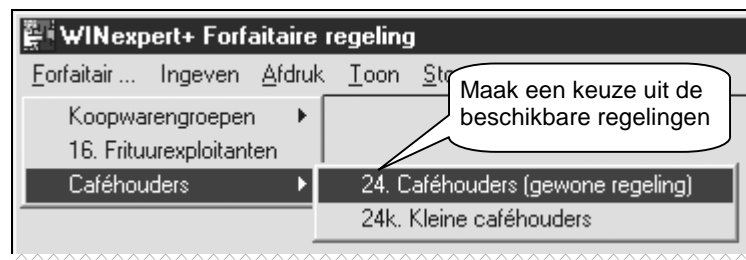 WINexpert+ Forfaitaire regeling
Forfaitair ... Ingeven Afdruk Toon
Maak een keuze uit de
beschikbare regelingen
Koopwarengroepen
16. Frituurexploitanten
Caféhouders
24. Caféhouders (gewone regeling)
24k. Kleine caféhouders